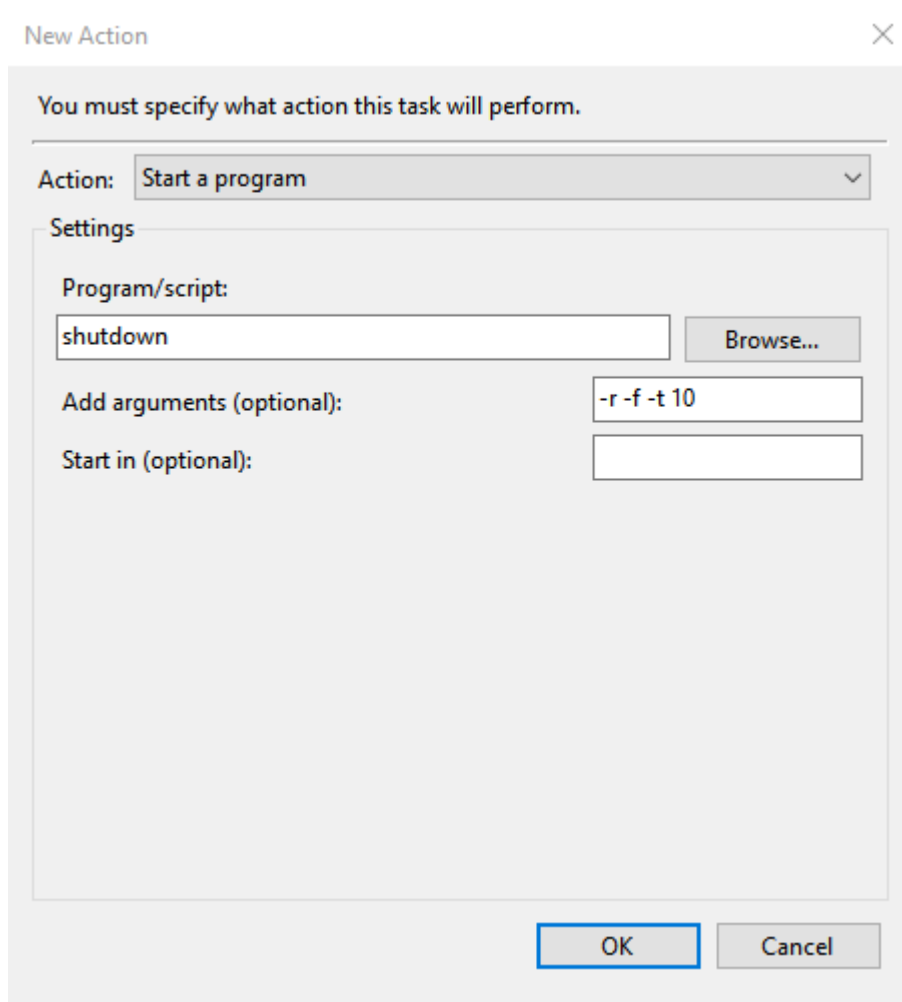 New Action
You must specify what action this task will perform.
Action: Start a program
Settings
Program/script:
shutdown Browse...
Add arguments (optional): -r -f -t 10
Start in (optional):
OK Cancel